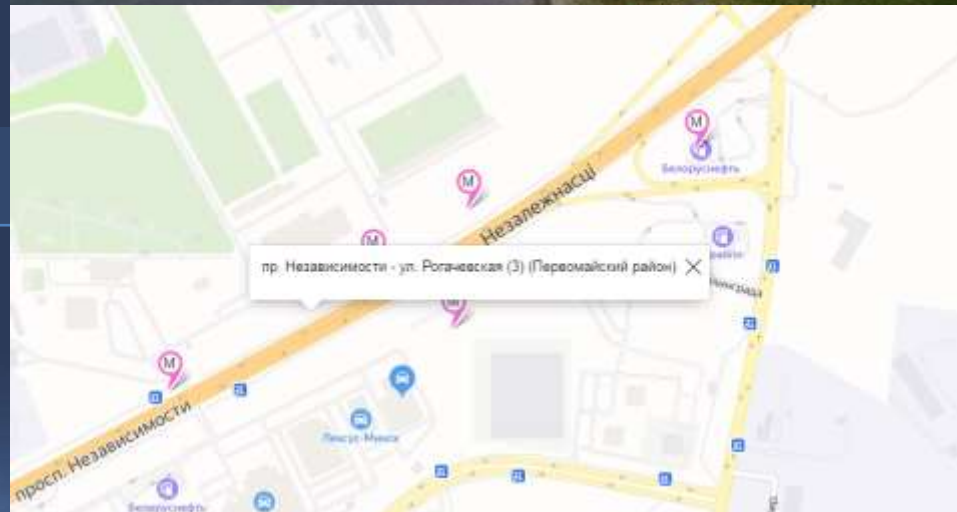 М
Белоруснефть
М
Незалежнасці
М
пр. Независимости - ул. Рогачевская (3) (Первомайский район)
М
М
просп. Независимости
Лексус-Минск
Белоруснефть